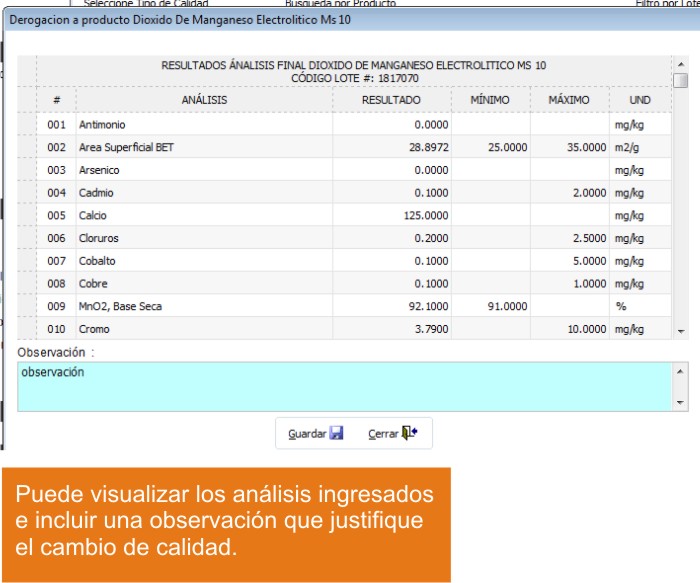 Seleccione Tipo de Calidad Busqueda por Producto Filtro por Lote
Derogacion a producto Dioxido De Manganeso Electrolitico Ms 10
RESULTADOS ÁNALISIS FINAL DIOXIDO DE MANGANESO ELECTROLITICO MS 10
CÓDIGO LOTE #: 1817070
# ANÁLISIS RESULTADO MÍNIMO MÁXIMO UND
001 Antimonio 0.0000 mg/kg
002 Area Superficial BET 28.8972 25.0000 35.0000 m2/g
003 Arsenico 0.0000 mg/kg
004 Cadmio 0.1000 2.0000 mg/kg
005 Calcio 125.0000 mg/kg
006 Cloruros 0.2000 2.5000 mg/kg
007 Cobalto 0.1000 5.0000 mg/kg
008 Cobre 0.1000 1.0000 mg/kg
009 MnO2, Base Seca 92.1000 91.0000 %
010 Cromo 3.7900 10.0000 mg/kg
Observación :
observación
Guardar Cerrar
Puede visualizar los análisis ingresados
e incluir una observación que justifique
el cambio de calidad.